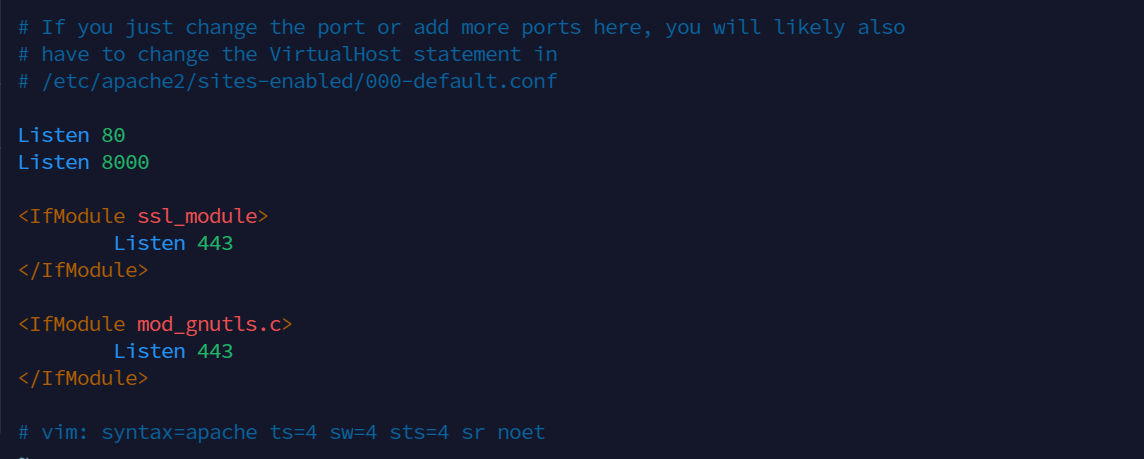 # If you just change the port or add more ports here, you will likely also
# have to change the VirtualHost statement in
# /etc/apache2/sites-enabled/000-default.conf
Listen 80
Listen 8000
<IfModule ssl_module>
Listen 443
</IfModule>
<IfModule mod_gnutls.c>
Listen 443
</IfModule>
# vim: syntax=apache ts=4 sw=4 sts=4 sr noet
~